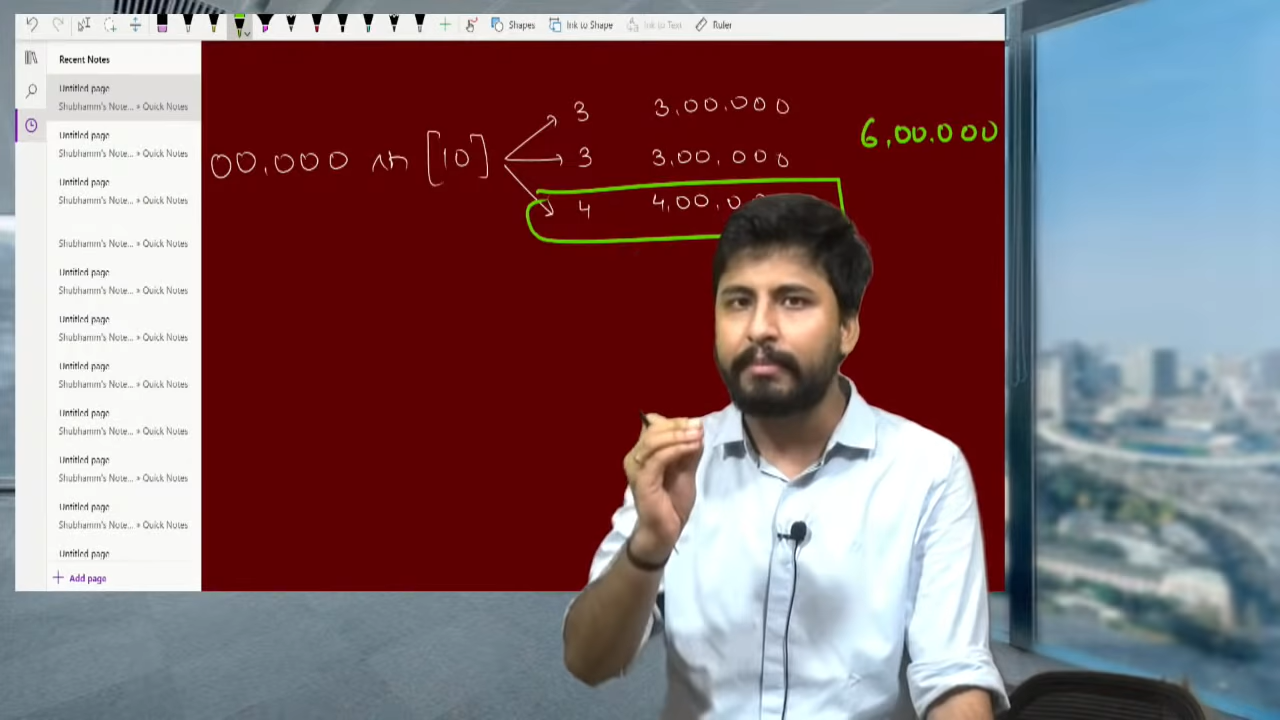 Shapes Ink to Shape Ink to Text Ruler
Recent Notes
Untitled page
Shubhamm's Note... » Quick Notes
Untitled page
Shubhamm's Note... » Quick Notes
Untitled page
Shubhamm's Note... » Quick Notes
Shubhamm's Note... » Quick Notes
Untitled page
Shubhamm's Note... » Quick Notes
Untitled page
Shubhamm's Note... » Quick Notes
Untitled page
Shubhamm's Note... » Quick Notes
Untitled page
Shubhamm's Note... » Quick Notes
Untitled page
Shubhamm's Note... » Quick Notes
Untitled page
Shubhamm's Note... » Quick Notes
Untitled page
Add page
3 3,00,000
00,000 [10] 3 3,00,000
4 4,00,0
6,00,000